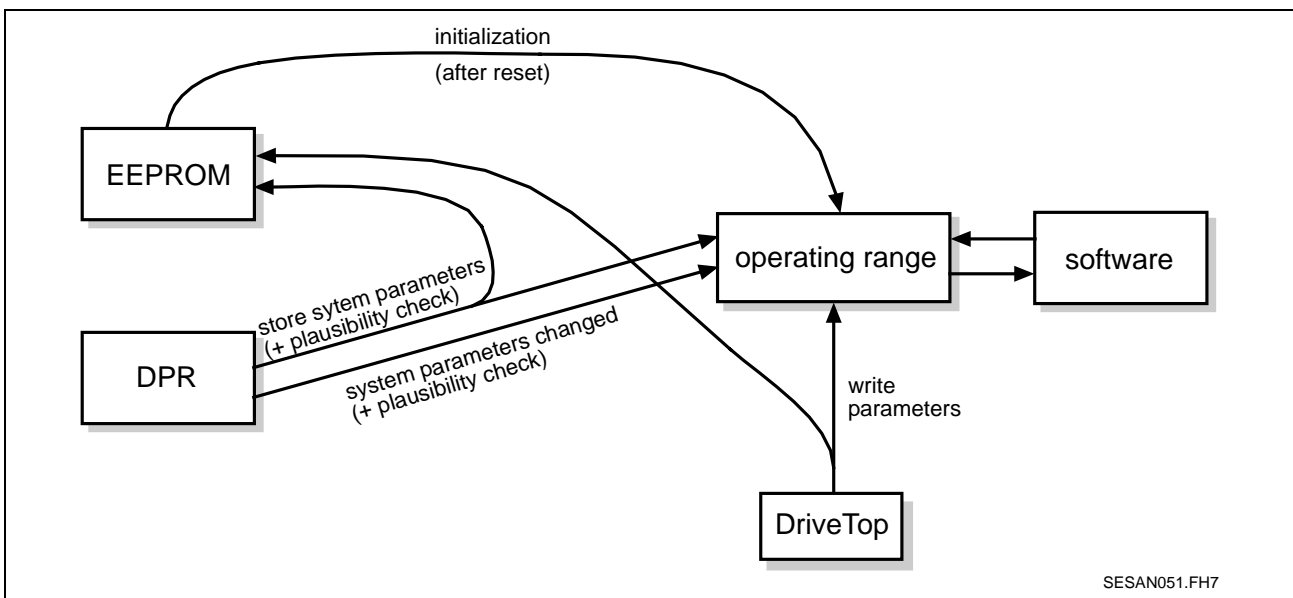 initialization
(after reset)
EEPROM
operating range
software
store sytem parameters
(+ plausibility check)
system parameters changed
(+ plausibility check)
DPR
write
parameters
DriveTop
SESAN051.FH7